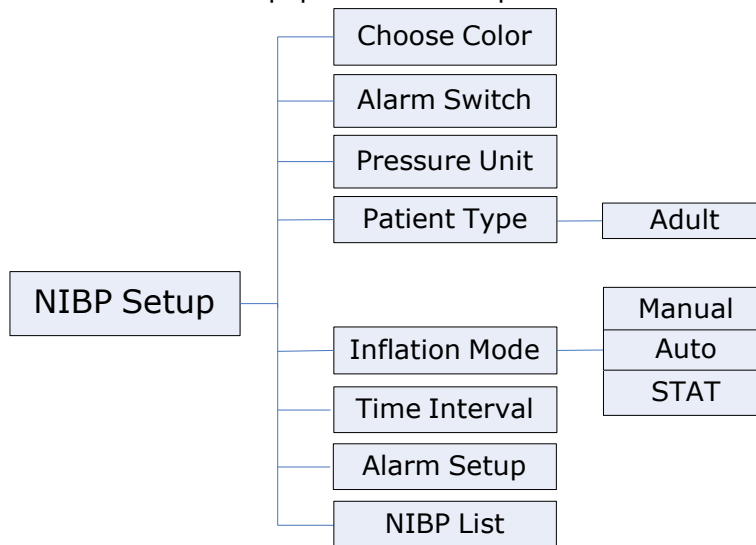 Choose Color
Alarm Switch
Pressure Unit
Patient Type
Adult
NIBP Setup
Manual
Inflation Mode
Auto
STAT
Time Interval
Alarm Setup
NIBP List